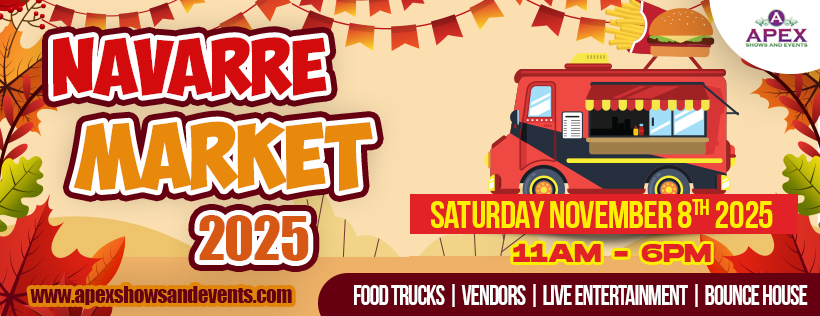 NAVARRE
MARKET
2025
A
APEX
SHOWS AND EVENTS
SATURDAY NOVEMBER 8TH 2025
11AM - 6PM
www.apexshowsandevents.com
FOOD TRUCKS | VENDORS | LIVE ENTERTAINMENT | BOUNCE HOUSE